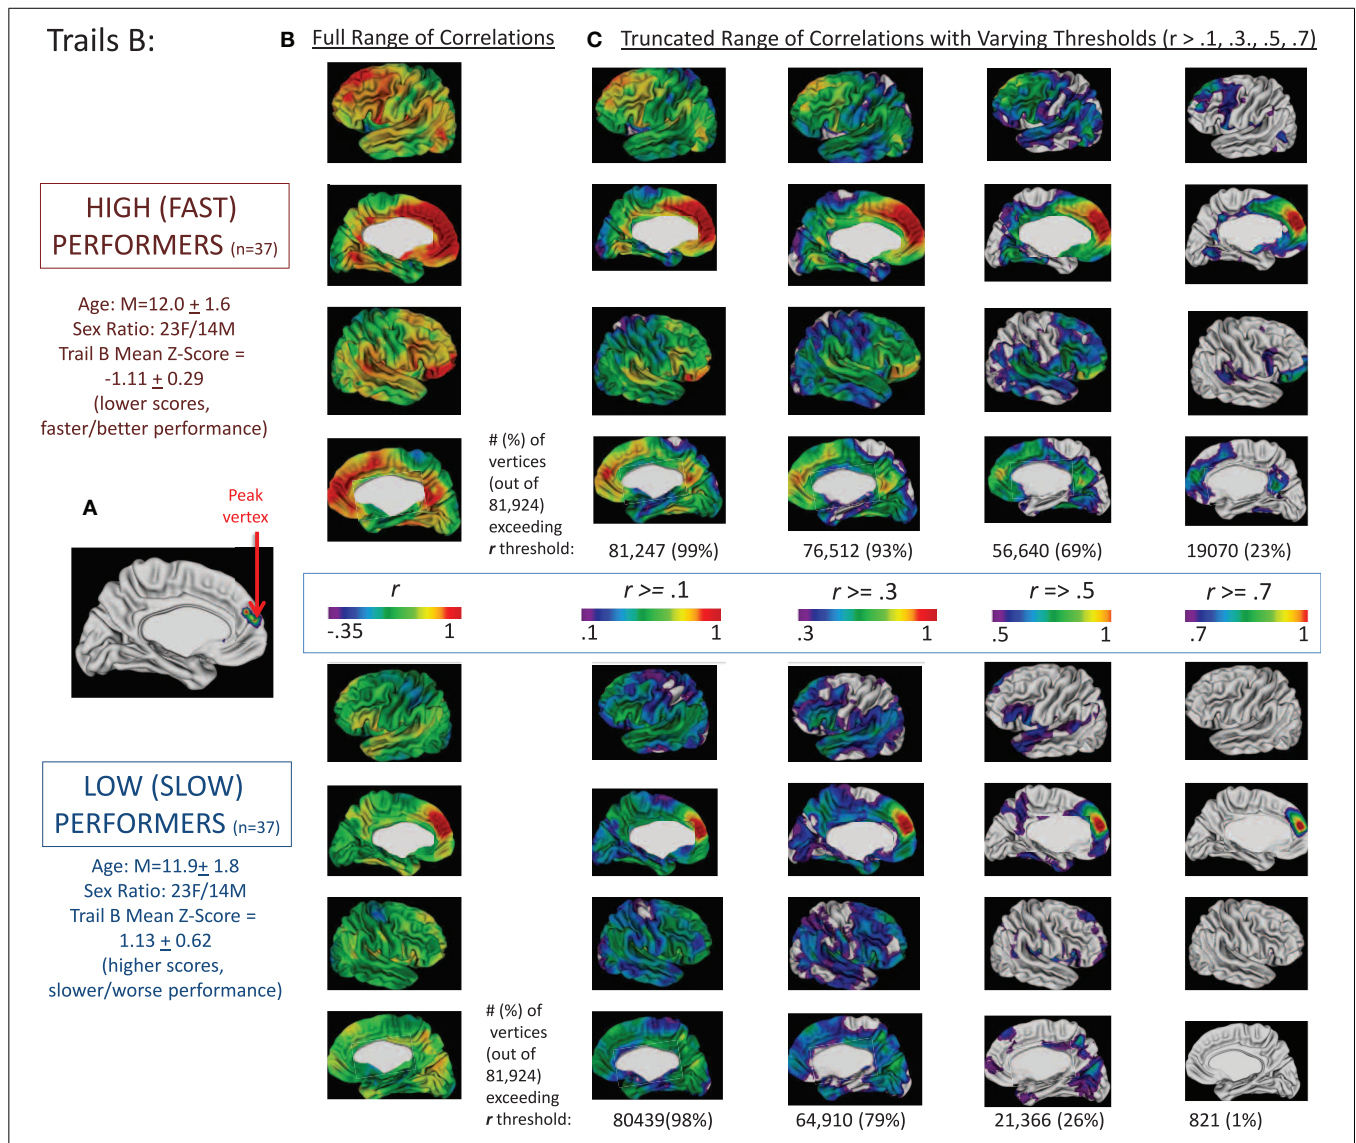 Trails B:
B Full Range of Correlations
C Truncated Range of Correlations with Varying Thresholds (r > .1, .3., .5, .7)
HIGH (FAST)
PERFORMERS (n=37)
Age: M=12.0 ± 1.6
Sex Ratio: 23F/14M
Trail B Mean Z-Score =
-1.11 ± 0.29
(lower scores,
faster/better performance)
A
Peak
vertex
# (%) of
vertices
(out of
81,924)
exceeding
r threshold:
81,247 (99%)
76,512 (93%)
56,640 (69%)
19070 (23%)
r
-.35 1
r >= .1
.1 1
r >= .3
.3 1
r => .5
.5 1
r >= .7
.7 1
LOW (SLOW)
PERFORMERS (n=37)
Age: M=11.9± 1.8
Sex Ratio: 23F/14M
Trail B Mean Z-Score =
1.13 ± 0.62
(higher scores,
slower/worse performance)
# (%) of
vertices
(out of
81,924)
exceeding
r threshold:
80439(98%)
64,910 (79%)
21,366 (26%)
821 (1%)